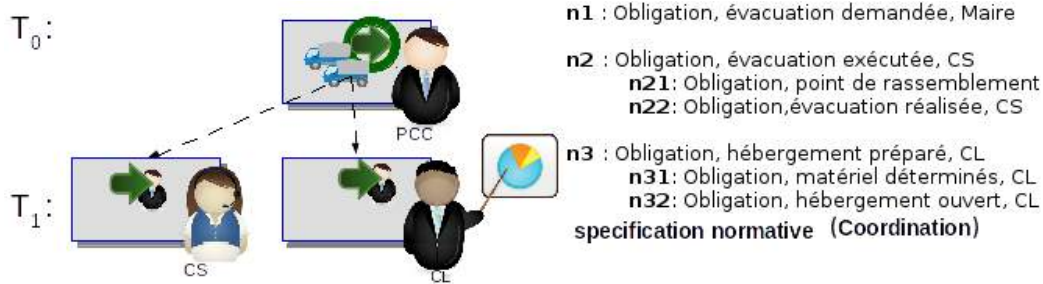 T0:
PCC
T1:
CS
CL
n1 : Obligation, évacuation demandée, Maire
n2 : Obligation, évacuation exécutée, CS
n21: Obligation, point de rassemblement
n22: Obligation,évacuation réalisée, CS
n3 : Obligation, hébergement préparé, CL
n31: Obligation, matériel déterminés, CL
n32: Obligation, hébergement ouvert, CL
specification normative (Coordination)